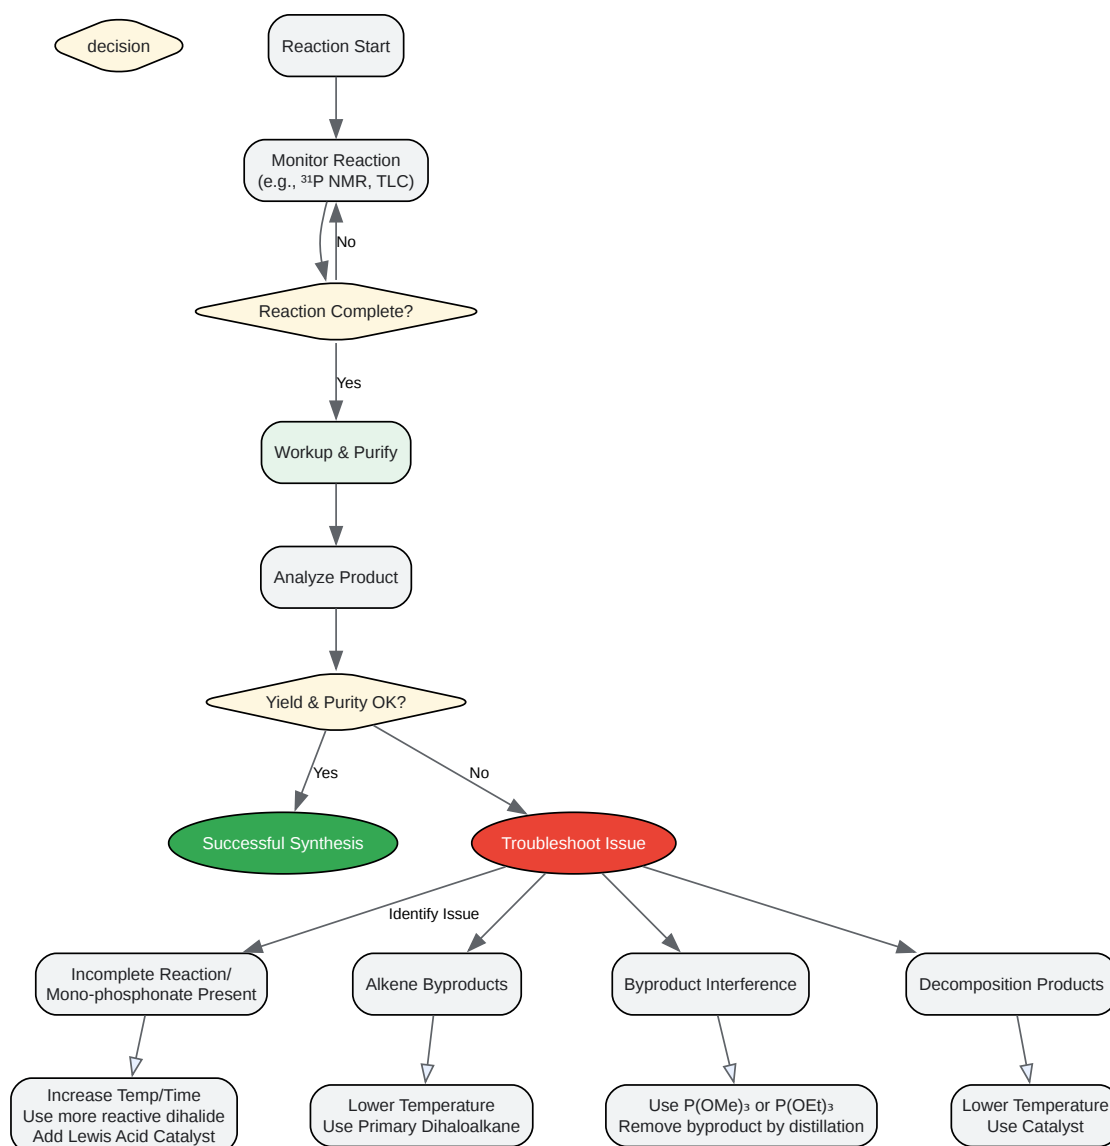 decision
Reaction Start
Monitor Reaction
(e.g., ³¹P NMR, TLC)
No
Reaction Complete?
Yes
Workup & Purify
Analyze Product
Yield & Purity OK?
Yes
No
Successful Synthesis
Troubleshoot Issue
Identify Issue
Incomplete Reaction/
Mono-phosphonate Present
Alkene Byproducts
Byproduct Interference
Decomposition Products
Increase Temp/Time
Use more reactive dihalide
Add Lewis Acid Catalyst
Lower Temperature
Use Primary Dihaloalkane
Use P(OMe)₃ or P(OEt)₃
Remove byproduct by distillation
Lower Temperature
Use Catalyst